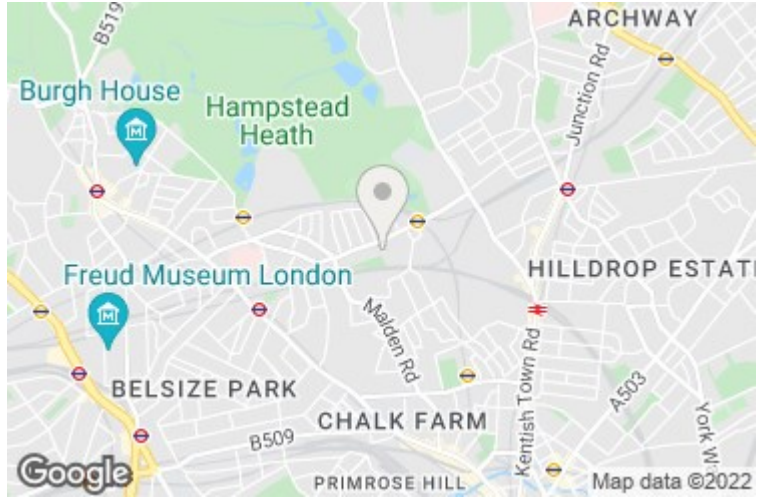 ARCHWAY
B519
Junction Rd
Burgh House
Hampstead
Heath
HILLDROP ESTATE
Freud Museum London
Malden Rd
Kentish Town Rd
BELSIZE PARK
A503
CHALK FARM
York W
B509
Google
PRIMROSE HILL
Map data ©2022